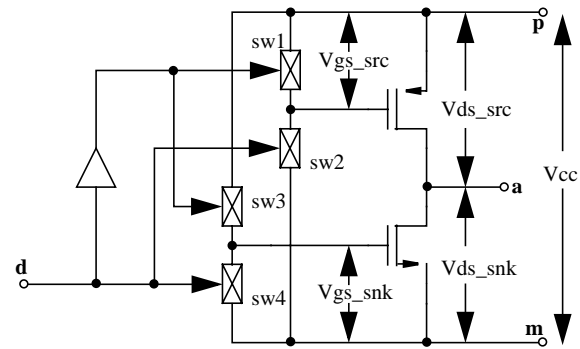 p
sw1
Vgs_src
Vds_src
sw2
Vcc
a
sw3
d
sw4
Vgs_snk
Vds_snk
m